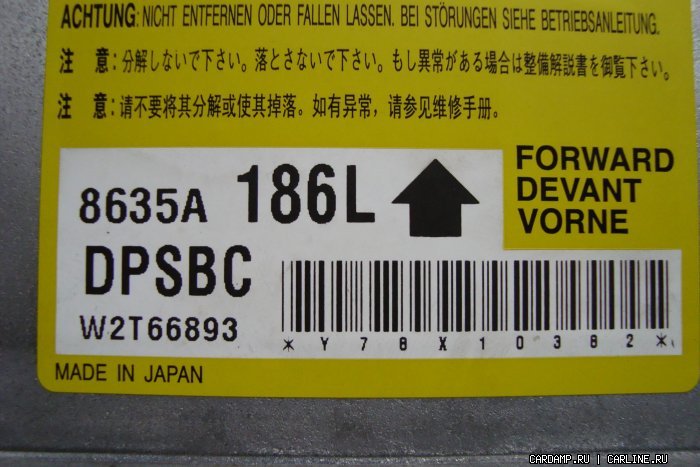 ACHTUNG: NICHT ENTFERNEN ODER FALLEN LASSEN. BEI STÖRUNGEN SIEHE BETRIEBSANLEITUNG.
注 意:分解しないで下さい。落とさないで下さい。もし異常がある場合は整備解説書を御覧下さい。
注 意:请不要将其分解或使其掉落。如有异常,请参见维修手册。
8635A 186L
FORWARD
DEVANT
VORNE
DPSBC
W2T66893
*Y78X10382*
MADE IN JAPAN
CARDAMP.RU | CARLINE.RU